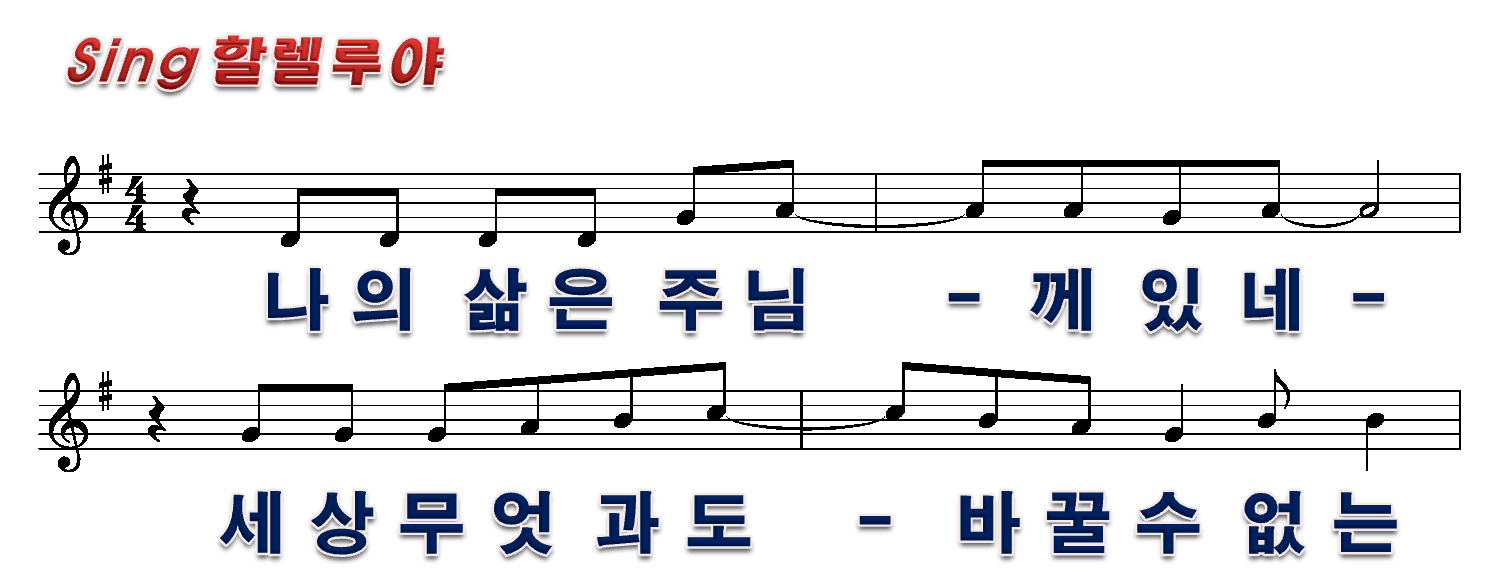 Sing 할렐루야
나의 삶은 주님 - 께 있네 -
세상무엇 과도 - 바꿀수 없는